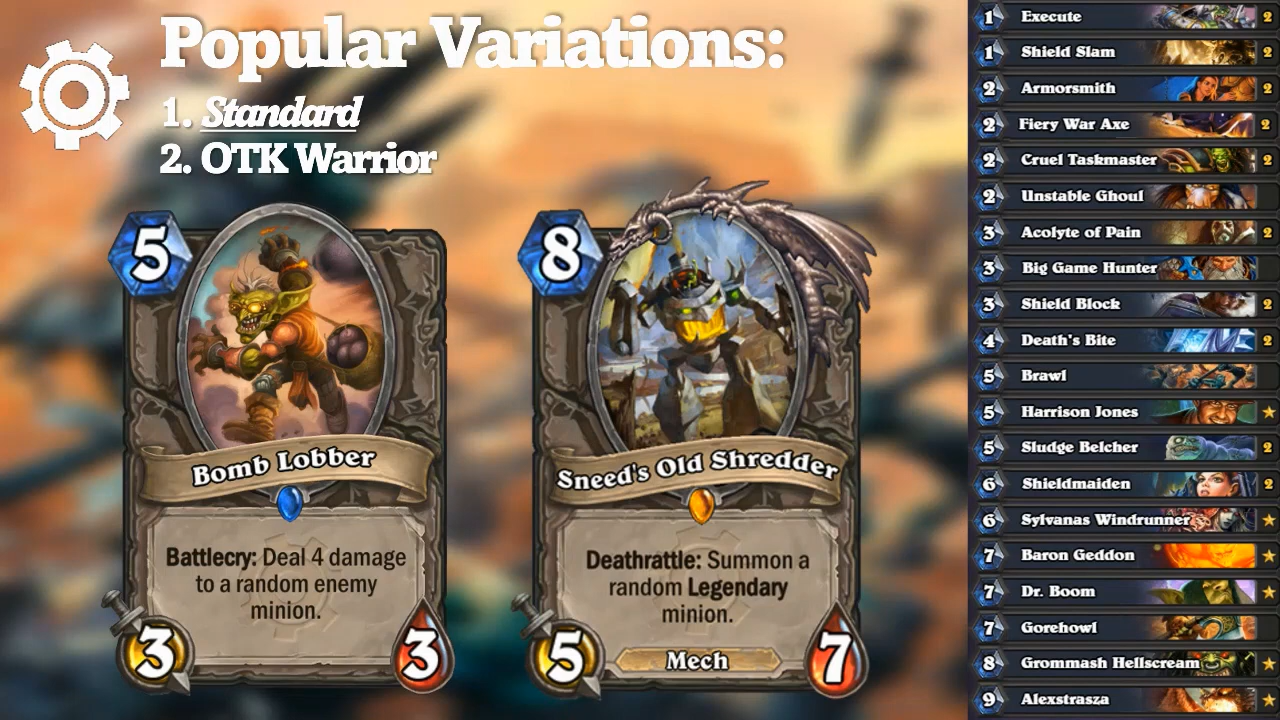 Popular Variations:
1. Standard
2. OTK Warrior
5
Bomb Lobber
Battlecry: Deal 4 damage
to a random enemy
minion.
3
3
8
Sneed's Old Shredder
Deathrattle: Summon a
random Legendary
minion.
Mech
5
7
1 Execute 2
1 Shield Slam 2
2 Armorsmith 2
2 Fiery War Axe 2
2 Cruel Taskmaster 2
2 Unstable Ghoul
3 Acolyte of Pain 2
3 Big Game Hunter
3 Shield Block 2
4 Death's Bite 2
5 Brawl
5 Harrison Jones
5 Sludge Belcher 2
6 Shieldmaiden 2
6 Sylvanas Windrunner
7 Baron Geddon
7 Dr. Boom
7 Gorehowl
8 Grommash Hellscream
9 Alexstrasza